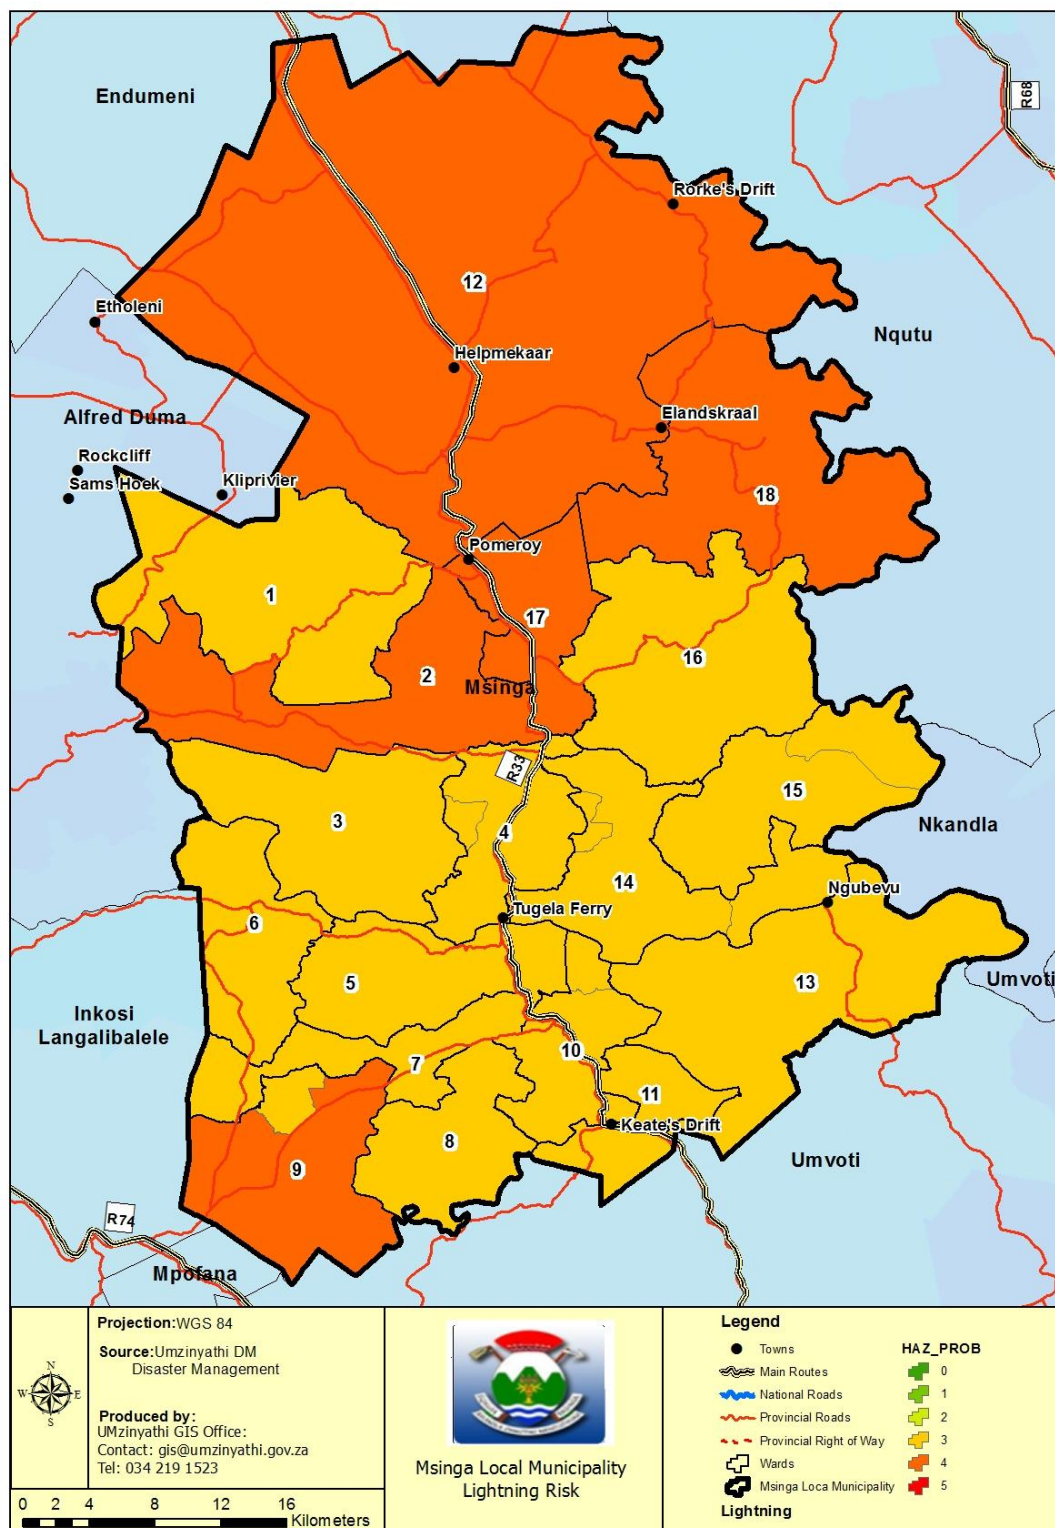 Endumeni
R68
Rorke's Drift
12
Etholeni
Nqutu
Helpmekaar
Alfred Duma
Elandskraal
Rockcliff
Sams Hoek
Kliprivier
18
Pomeroy
1
17
16
2
Msinga
R33
15
3
4
Nkandla
14
Ngubevu
Tugela Ferry
6
5
13
Umvoti
Inkosi
Langalibalele
10
7
11
Keate's Drift
8
9
Umvoti
R74
Mpofana
N
W E
S
Projection:WGS 84
Source:Umzinyathi DM
Disaster Management
Produced by:
UMzinyathi GIS Office:
Contact: gis@umzinyathi.gov.za
Tel: 034 219 1523
0 2 4 8 12 16
Kilometers
Msinga Local Municipality
Lightning Risk
Legend
Towns
Main Routes
National Roads
Provincial Roads
Provincial Right of Way
Wards
Msinga Loca Municipality
Lightning
HAZ_PROB
0
1
2
3
4
5